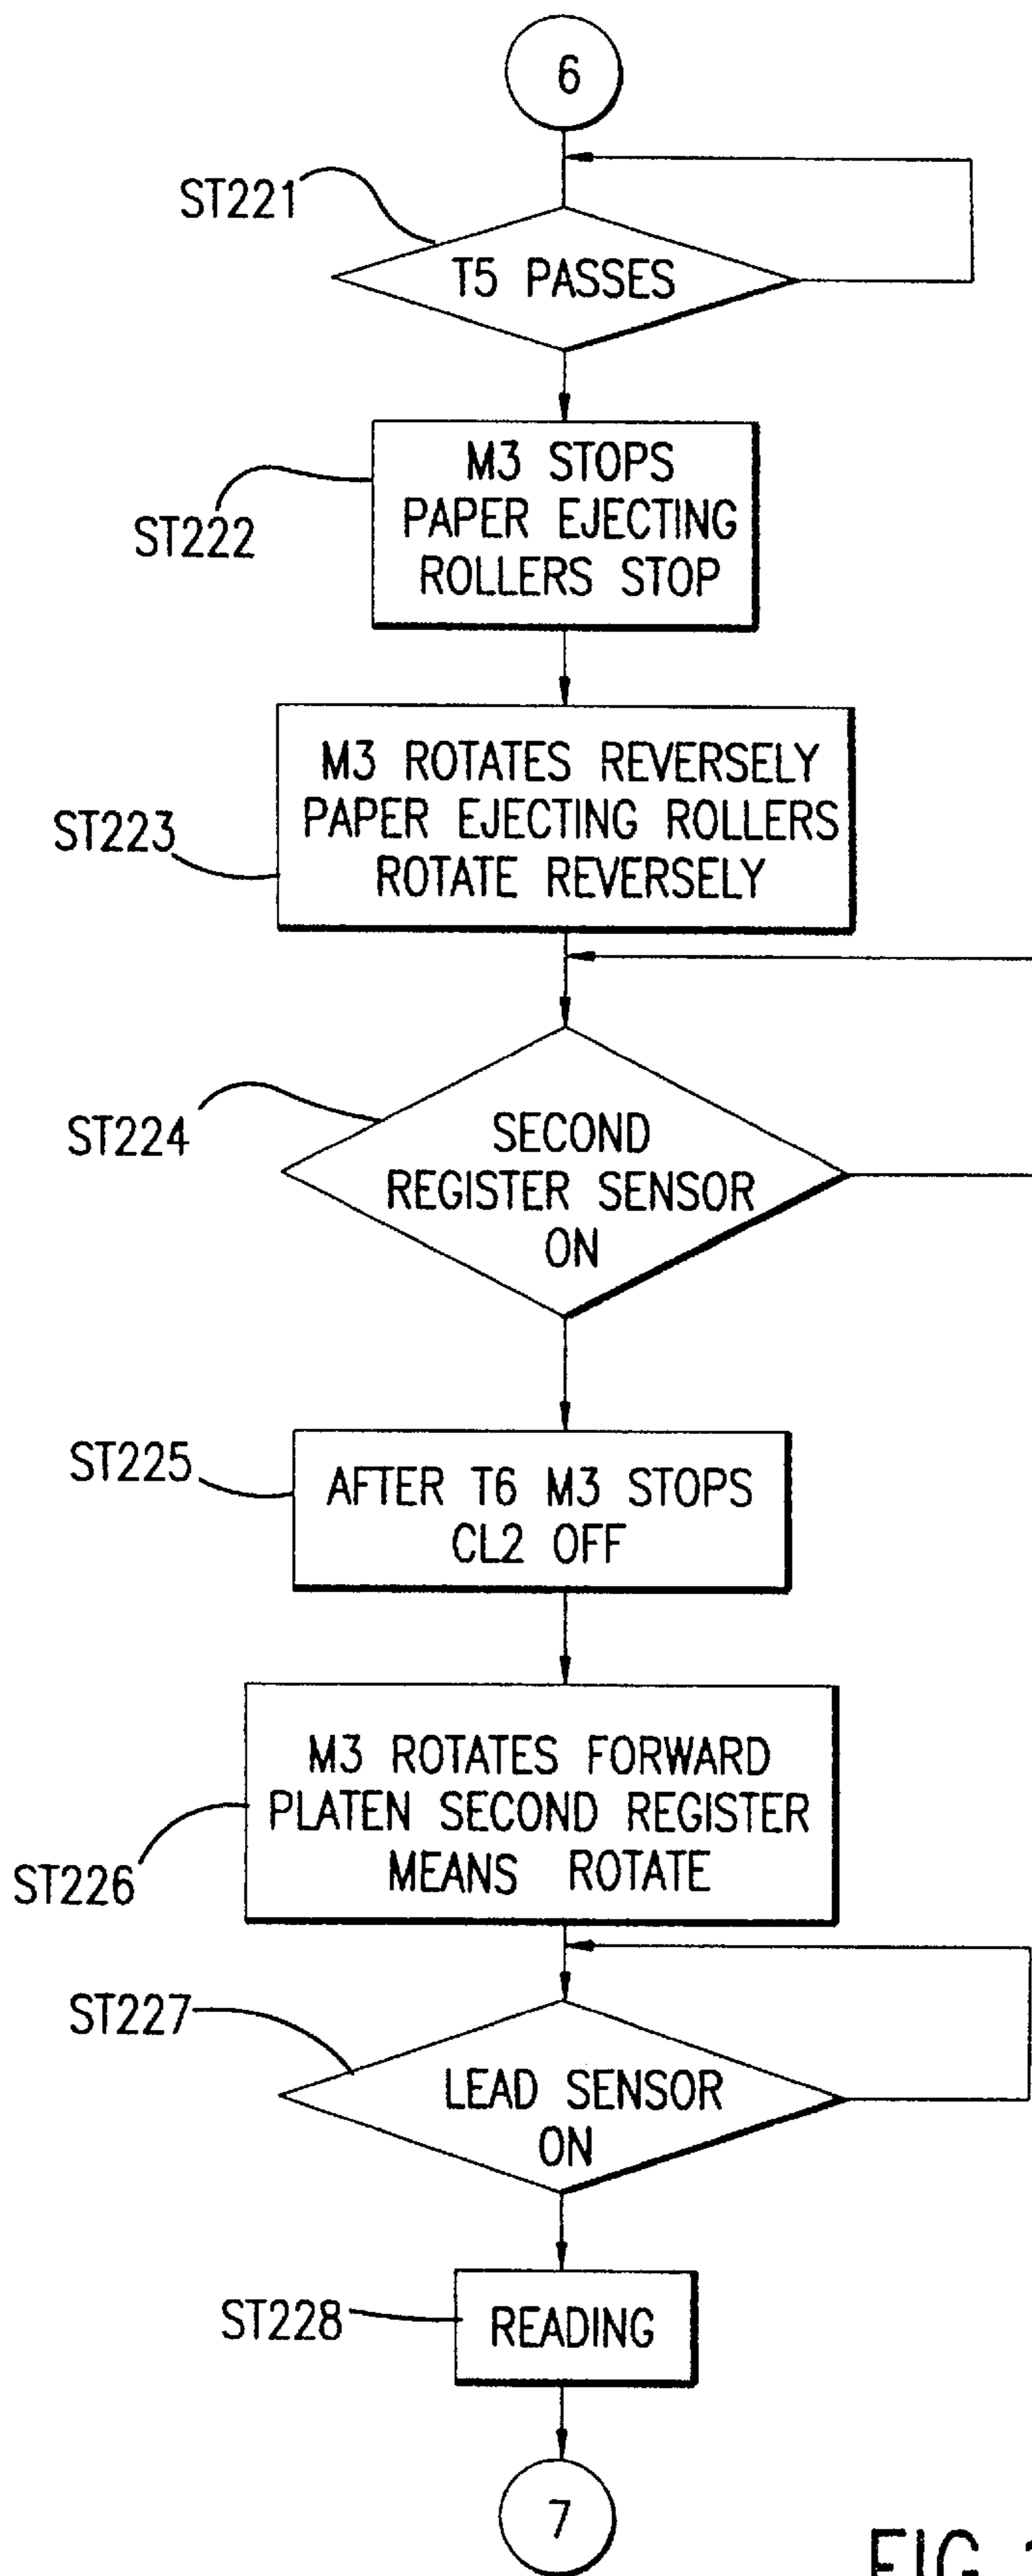 6
ST221
T5 PASSES
ST222
M3 STOPS
PAPER EJECTING
ROLLERS STOP
ST223
M3 ROTATES REVERSELY
PAPER EJECTING ROLLERS
ROTATE REVERSELY
ST224
SECOND
REGISTER SENSOR
ON
ST225
AFTER T6 M3 STOPS
CL2 OFF
ST226
M3 ROTATES FORWARD
PLATEN SECOND REGISTER
MEANS ROTATE
ST227
LEAD SENSOR
ON
ST228
READING
7
FIG.